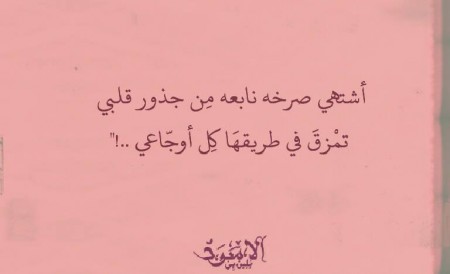 أشتهي صرخه نابعه مِن جذور قلبي
تمْزقَ في طريقهَا كِل أوجّاعي ..!"